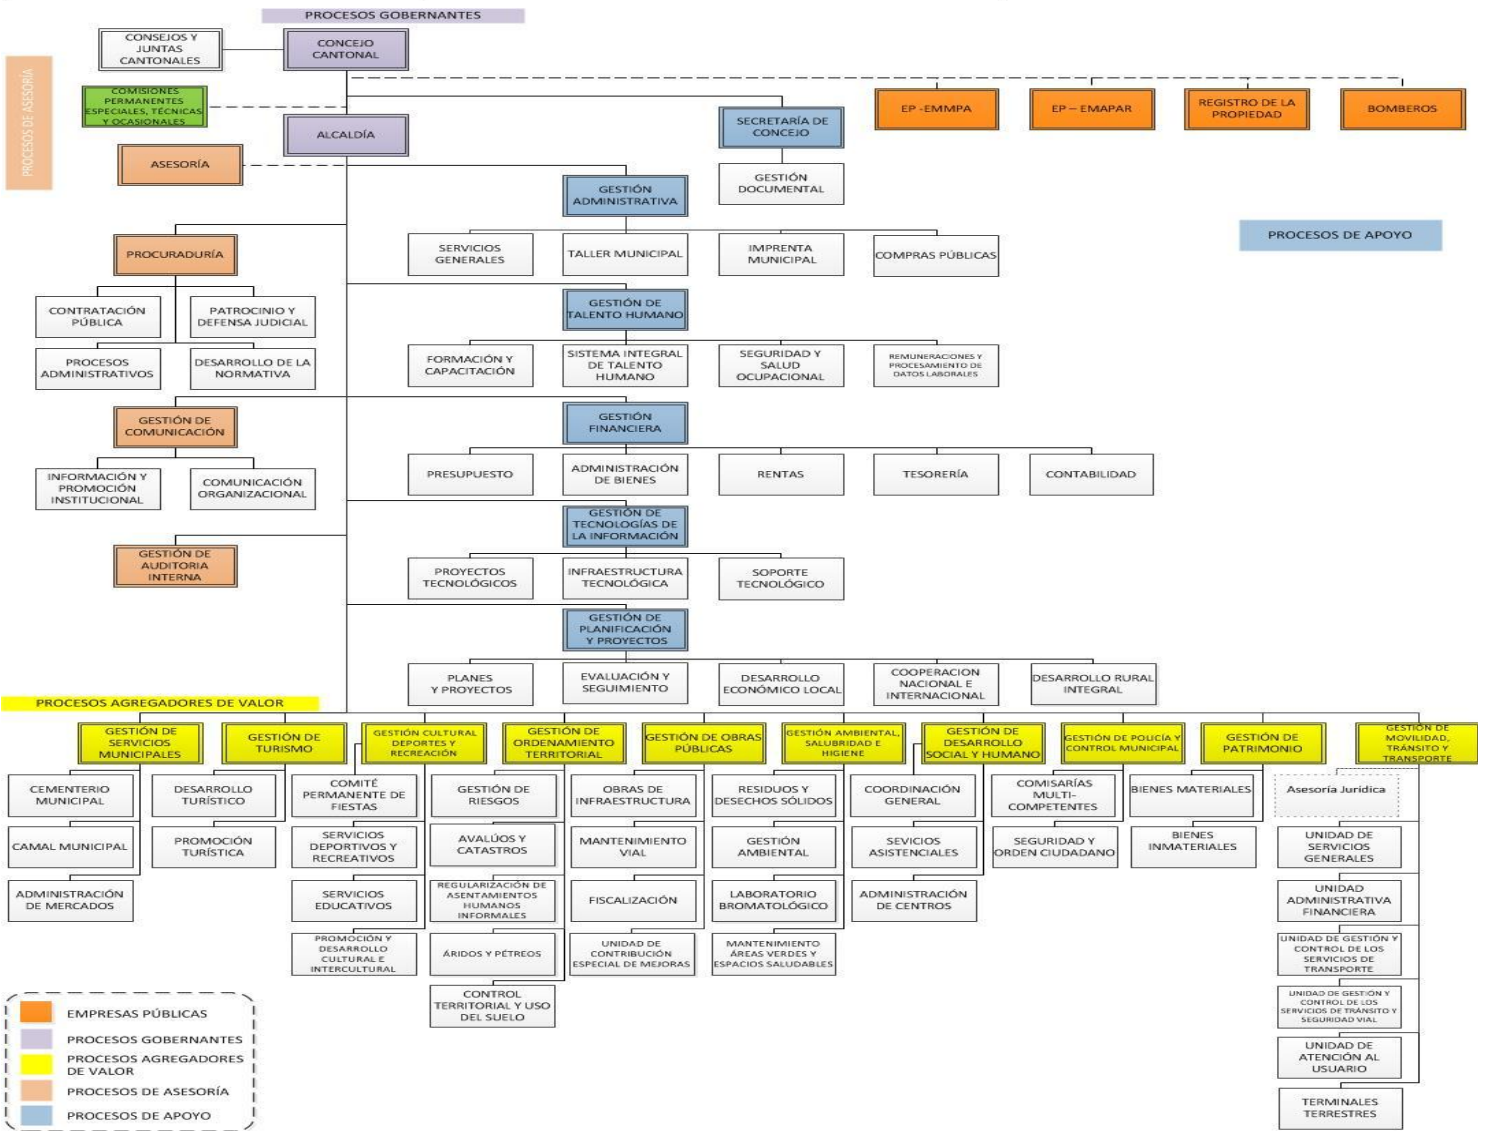 PROCESOS GOBERNANTES
CONSEJOS Y
JUNTAS
CANTONALES
CONCEJO
CANTONAL
PROCESOS DE ASESORÍA
COMISIONES
PERMANENTES
ESPECIALES, TÉCNICAS
Y OCASIONALES
ALCALDÍA
SECRETARÍA DE
CONCEJO
EP -EMMPA
EP – EMAPAR
REGISTRO DE LA
PROPIEDAD
BOMBEROS
ASESORÍA
GESTIÓN
DOCUMENTAL
GESTIÓN
ADMINISTRATIVA
PROCESOS DE APOYO
PROCURADURÍA
SERVICIOS
GENERALES
TALLER MUNICIPAL
IMPRENTA
MUNICIPAL
COMPRAS PÚBLICAS
CONTRATACIÓN
PÚBLICA
PATROCINIO Y
DEFENSA JUDICIAL
GESTIÓN DE
TALENTO HUMANO
PROCESOS
ADMINISTRATIVOS
DESARROLLO DE LA
NORMATIVA
FORMACIÓN Y
CAPACITACIÓN
SISTEMA INTEGRAL
DE TALENTO
HUMANO
SEGURIDAD Y
SALUD
OCUPACIONAL
REMUNERACIONES Y
PROCESAMIENTO DE
DATOS LABORALES
GESTIÓN DE
COMUNICACIÓN
GESTIÓN
FINANCIERA
INFORMACIÓN Y
PROMOCIÓN
INSTITUCIONAL
COMUNICACIÓN
ORGANIZACIONAL
PRESUPUESTO
ADMINISTRACIÓN
DE BIENES
RENTAS
TESORERÍA
CONTABILIDAD
GESTIÓN DE
TECNOLOGÍAS DE
LA INFORMACIÓN
GESTIÓN DE
AUDITORIA
INTERNA
PROYECTOS
TECNOLÓGICOS
INFRAESTRUCTURA
TECNOLÓGICA
SOPORTE
TECNOLÓGICO
GESTIÓN DE
PLANIFICACIÓN
Y PROYECTOS
PLANES
Y PROYECTOS
EVALUACIÓN Y
SEGUIMIENTO
DESARROLLO
ECONÓMICO LOCAL
COOPERACION
NACIONAL E
INTERNACIONAL
DESARROLLO RURAL
INTEGRAL
PROCESOS AGREGADORES DE VALOR
GESTIÓN DE
SERVICIOS
MUNICIPALES
GESTIÓN DE
TURISMO
GESTIÓN CULTURAL
DEPORTES Y
RECREACIÓN
GESTIÓN DE
ORDENAMIENTO
TERRITORIAL
GESTIÓN DE OBRAS
PÚBLICAS
GESTIÓN AMBIENTAL,
SALUBRIDAD E
HIGIENE
GESTIÓN DE
DESARROLLO
SOCIAL Y HUMANO
GESTIÓN DE POLICÍA Y
CONTROL MUNICIPAL
GESTIÓN DE
PATRIMONIO
GESTIÓN DE
MOVILIDAD,
TRÁNSITO Y
TRANSPORTE
CEMENTERIO
MUNICIPAL
DESARROLLO
TURÍSTICO
COMITÉ
PERMANENTE DE
FIESTAS
GESTIÓN DE
RIESGOS
OBRAS DE
INFRAESTRUCTURA
RESIDUOS Y
DESECHOS SÓLIDOS
COORDINACIÓN
GENERAL
COMISARÍAS
MULTI-
COMPETENTES
BIENES MATERIALES
Asesoría Jurídica
CAMAL MUNICIPAL
PROMOCIÓN
TURÍSTICA
SERVICIOS
DEPORTIVOS Y
RECREATIVOS
AVALÚOS Y
CATASTROS
MANTENIMIENTO
VIAL
GESTIÓN
AMBIENTAL
SEVICIOS
ASISTENCIALES
SEGURIDAD Y
ORDEN CIUDADANO
BIENES
INMATERIALES
UNIDAD DE
SERVICIOS
GENERALES
ADMINISTRACIÓN
DE MERCADOS
SERVICIOS
EDUCATIVOS
REGULARIZACIÓN DE
ASENTAMIENTOS
HUMANOS
INFORMALES
FISCALIZACIÓN
LABORATORIO
BROMATOLÓGICO
ADMINISTRACIÓN
DE CENTROS
UNIDAD
ADMINISTRATIVA
FINANCIERA
PROMOCIÓN Y
DESARROLLO
CULTURAL E
INTERCULTURAL
ÁRIDOS Y PÉTREOS
UNIDAD DE
CONTRIBUCIÓN
ESPECIAL DE MEJORAS
MANTENIMIENTO
ÁREAS VERDES Y
ESPACIOS SALUDABLES
UNIDAD DE GESTIÓN Y
CONTROL DE LOS
SERVICIOS DE
TRANSPORTE
CONTROL
TERRITORIAL Y USO
DEL SUELO
UNIDAD DE GESTIÓN Y
CONTROL DE LOS
SERVICIOS DE TRÁNSITO Y
SEGURIDAD VIAL
UNIDAD DE
ATENCIÓN AL
USUARIO
TERMINALES
TERRESTRES
EMPRESAS PÚBLICAS
PROCESOS GOBERNANTES
PROCESOS AGREGADORES
DE VALOR
PROCESOS DE ASESORÍA
PROCESOS DE APOYO